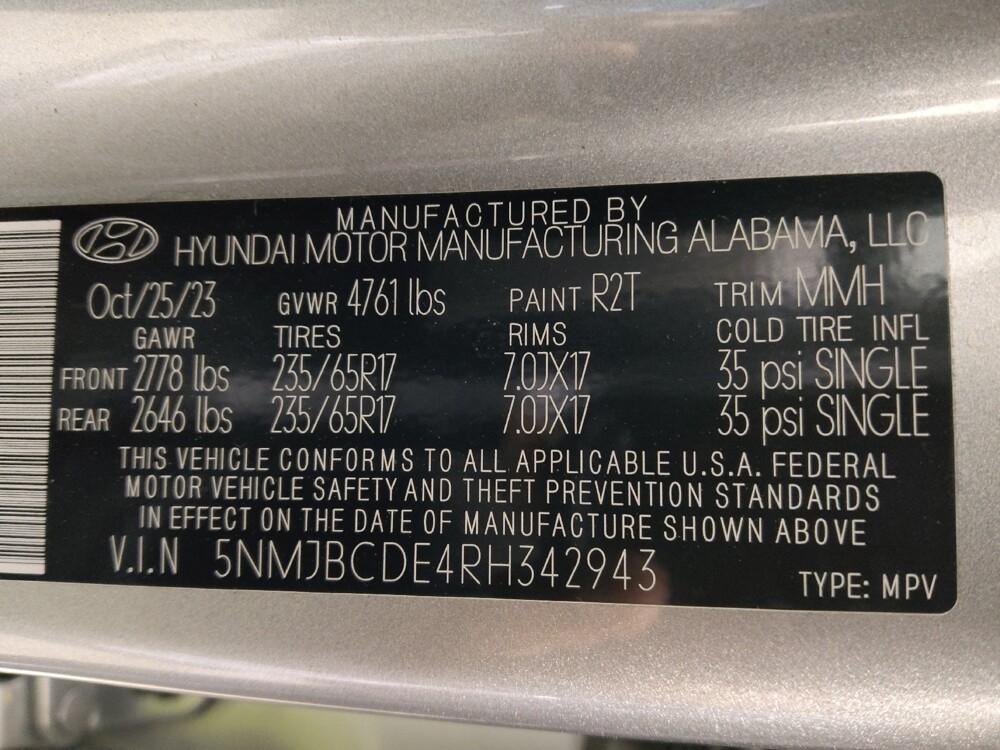 MANUFACTURED BY
HYUNDAI MOTOR MANUFACTURING ALABAMA, LLC
Oct/25/23 GVWR 4761 lbs PAINT R2T TRIM MMH
GAWR TIRES RIMS COLD TIRE INFL
FRONT 2778 lbs 235/65R17 7.0JX17 35 psi SINGLE
REAR 2646 lbs 235/65R17 7.0JX17 35 psi SINGLE
THIS VEHICLE CONFORMS TO ALL APPLICABLE U.S.A. FEDERAL
MOTOR VEHICLE SAFETY AND THEFT PREVENTION STANDARDS
IN EFFECT ON THE DATE OF MANUFACTURE SHOWN ABOVE
V.I.N 5NMJBCDE4RH342943
TYPE: MPV